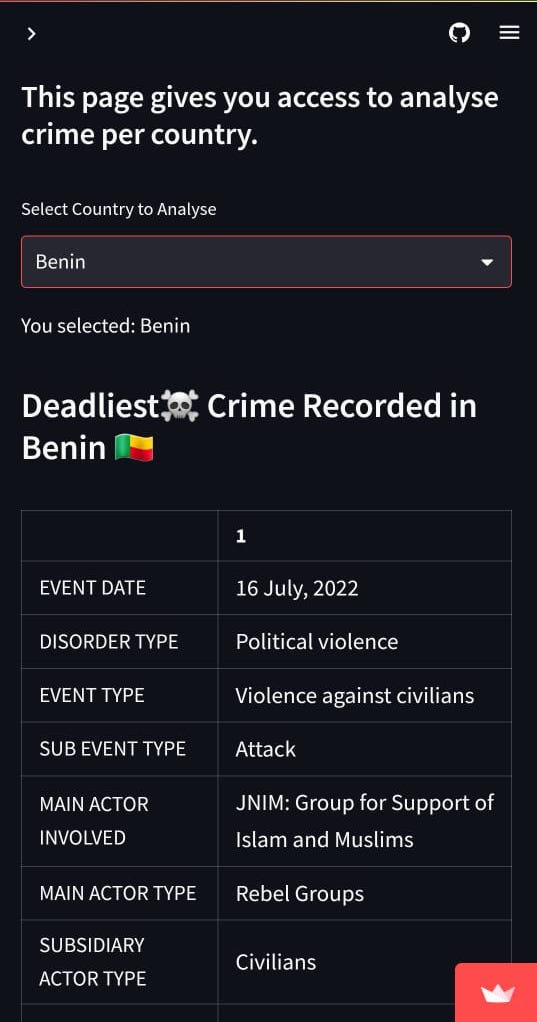 This page gives you access to analyse
crime per country.
Select Country to Analyse
Benin
You selected: Benin
Deadliest☠️ Crime Recorded in
Benin 🇧🇯
1
EVENT DATE 16 July, 2022
DISORDER TYPE Political violence
EVENT TYPE Violence against civilians
SUB EVENT TYPE Attack
MAIN ACTOR
INVOLVED
JNIM: Group for Support of
Islam and Muslims
MAIN ACTOR TYPE Rebel Groups
SUBSIDIARY
ACTOR TYPE
Civilians